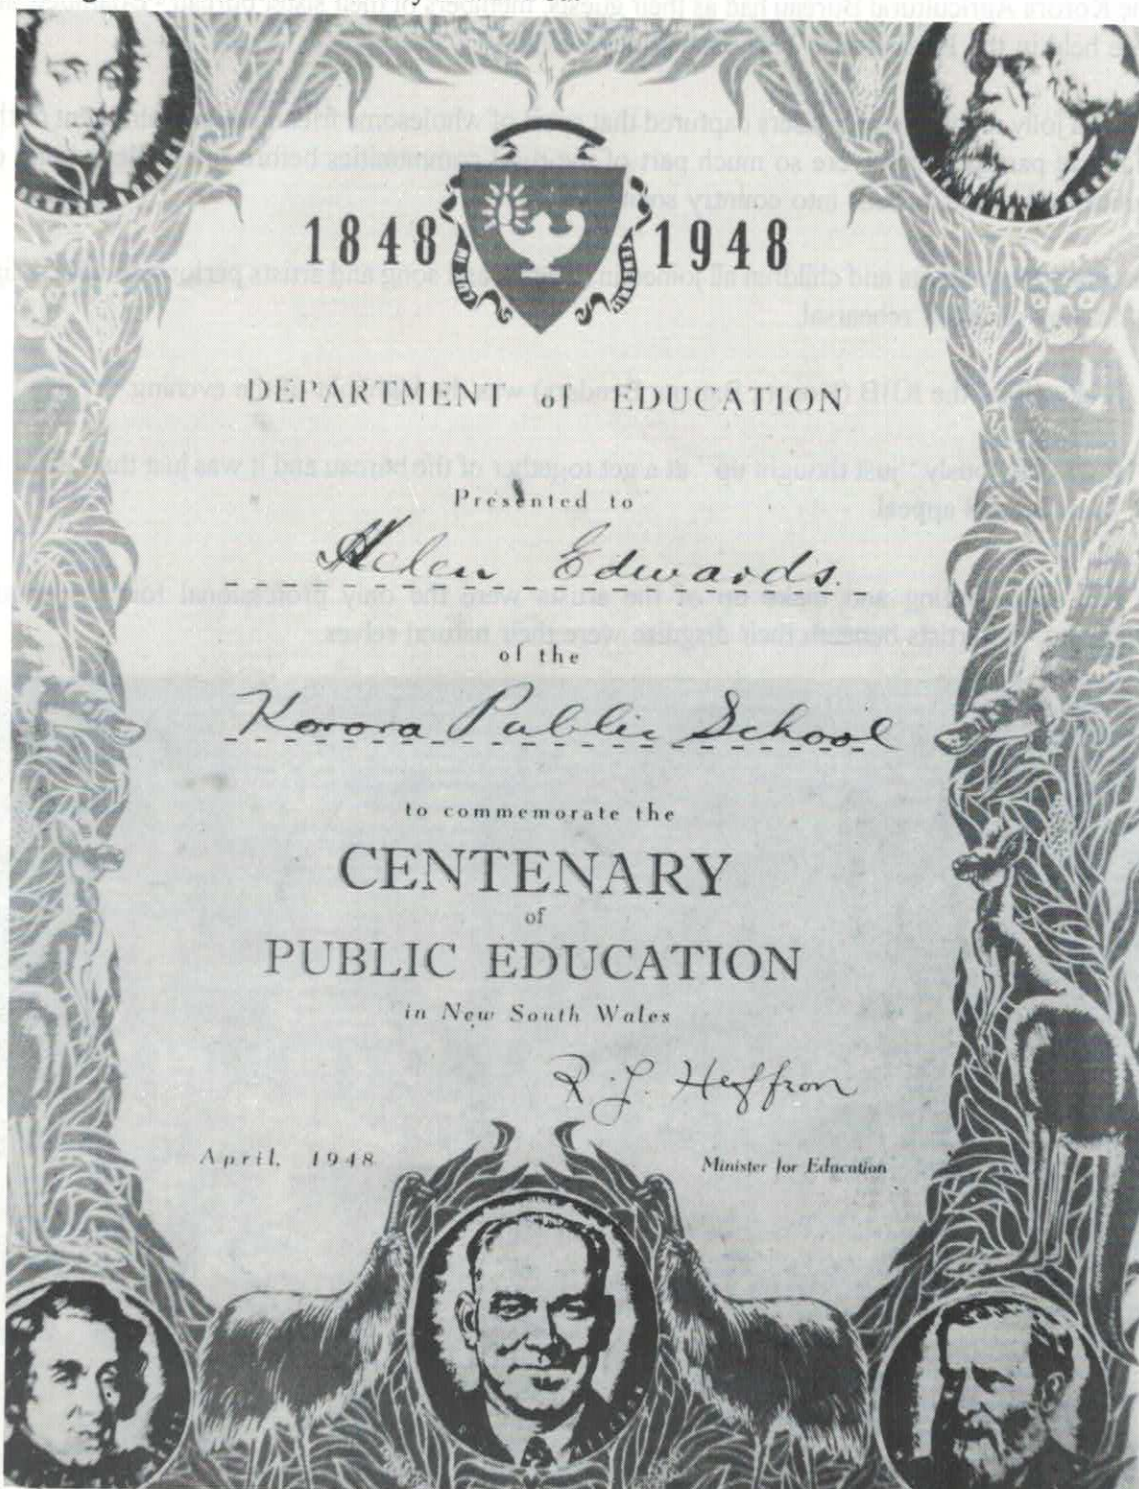 1848 1948
DEPARTMENT of EDUCATION
Presented to
Helen Edwards.
of the
Korora Public School
to commemorate the
CENTENARY
of
PUBLIC EDUCATION
in New South Wales
R. J. Heffron
April, 1948
Minister for Education